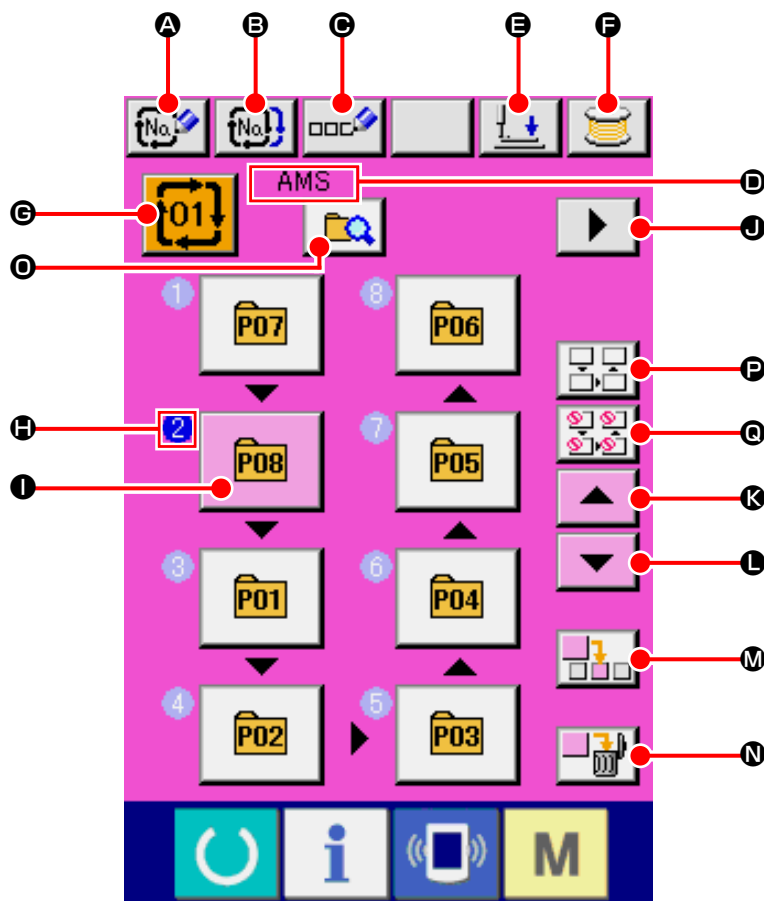 A B C E F
No. No.
AMS D
G 01 J
O
1 P07 8 P06
P
H 2 P08 7 P05 Q
I K
3 P01 6 P04 L
M
4 P02 5 P03 N
i M